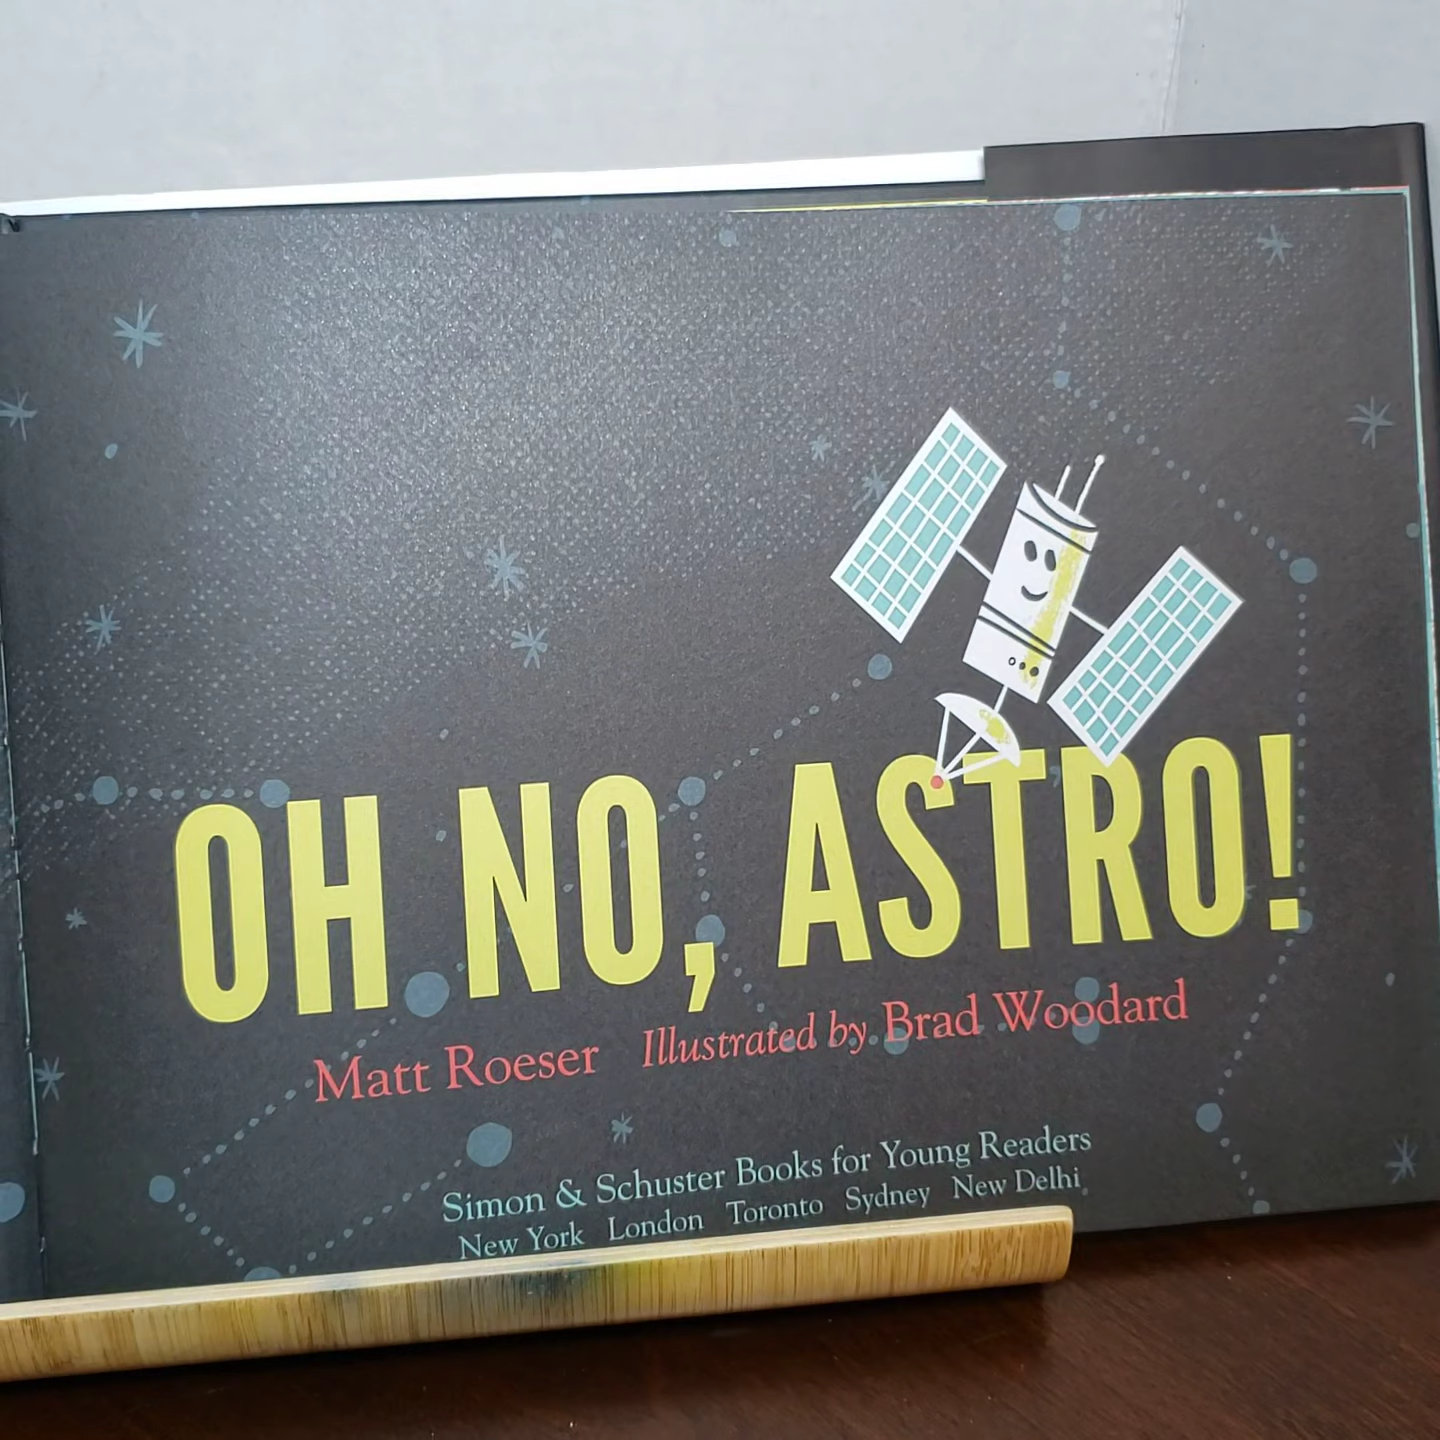 OH NO, ASTRO!
Matt Roeser Illustrated by Brad Woodard
Simon & Schuster Books for Young Readers
New York London Toronto Sydney New Delhi